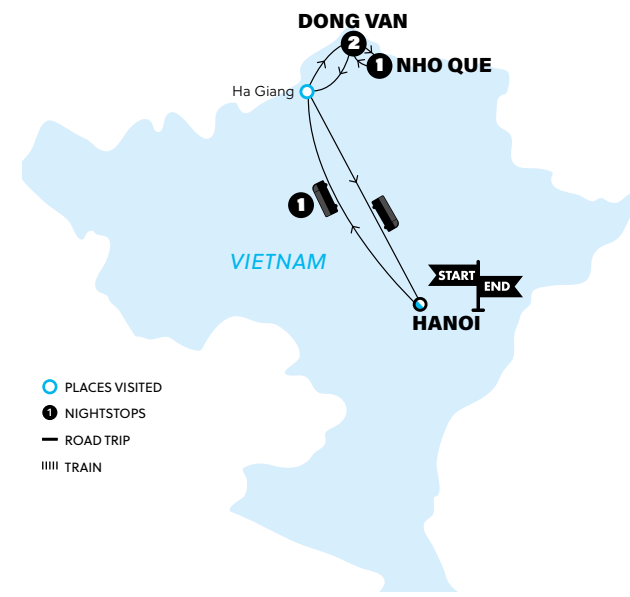 DONG VAN
2
1 NHO QUE
Ha Giang
1
VIETNAM
START
END
HANOI
PLACES VISITED
1 NIGHTSTOPS
ROAD TRIP
TRAIN